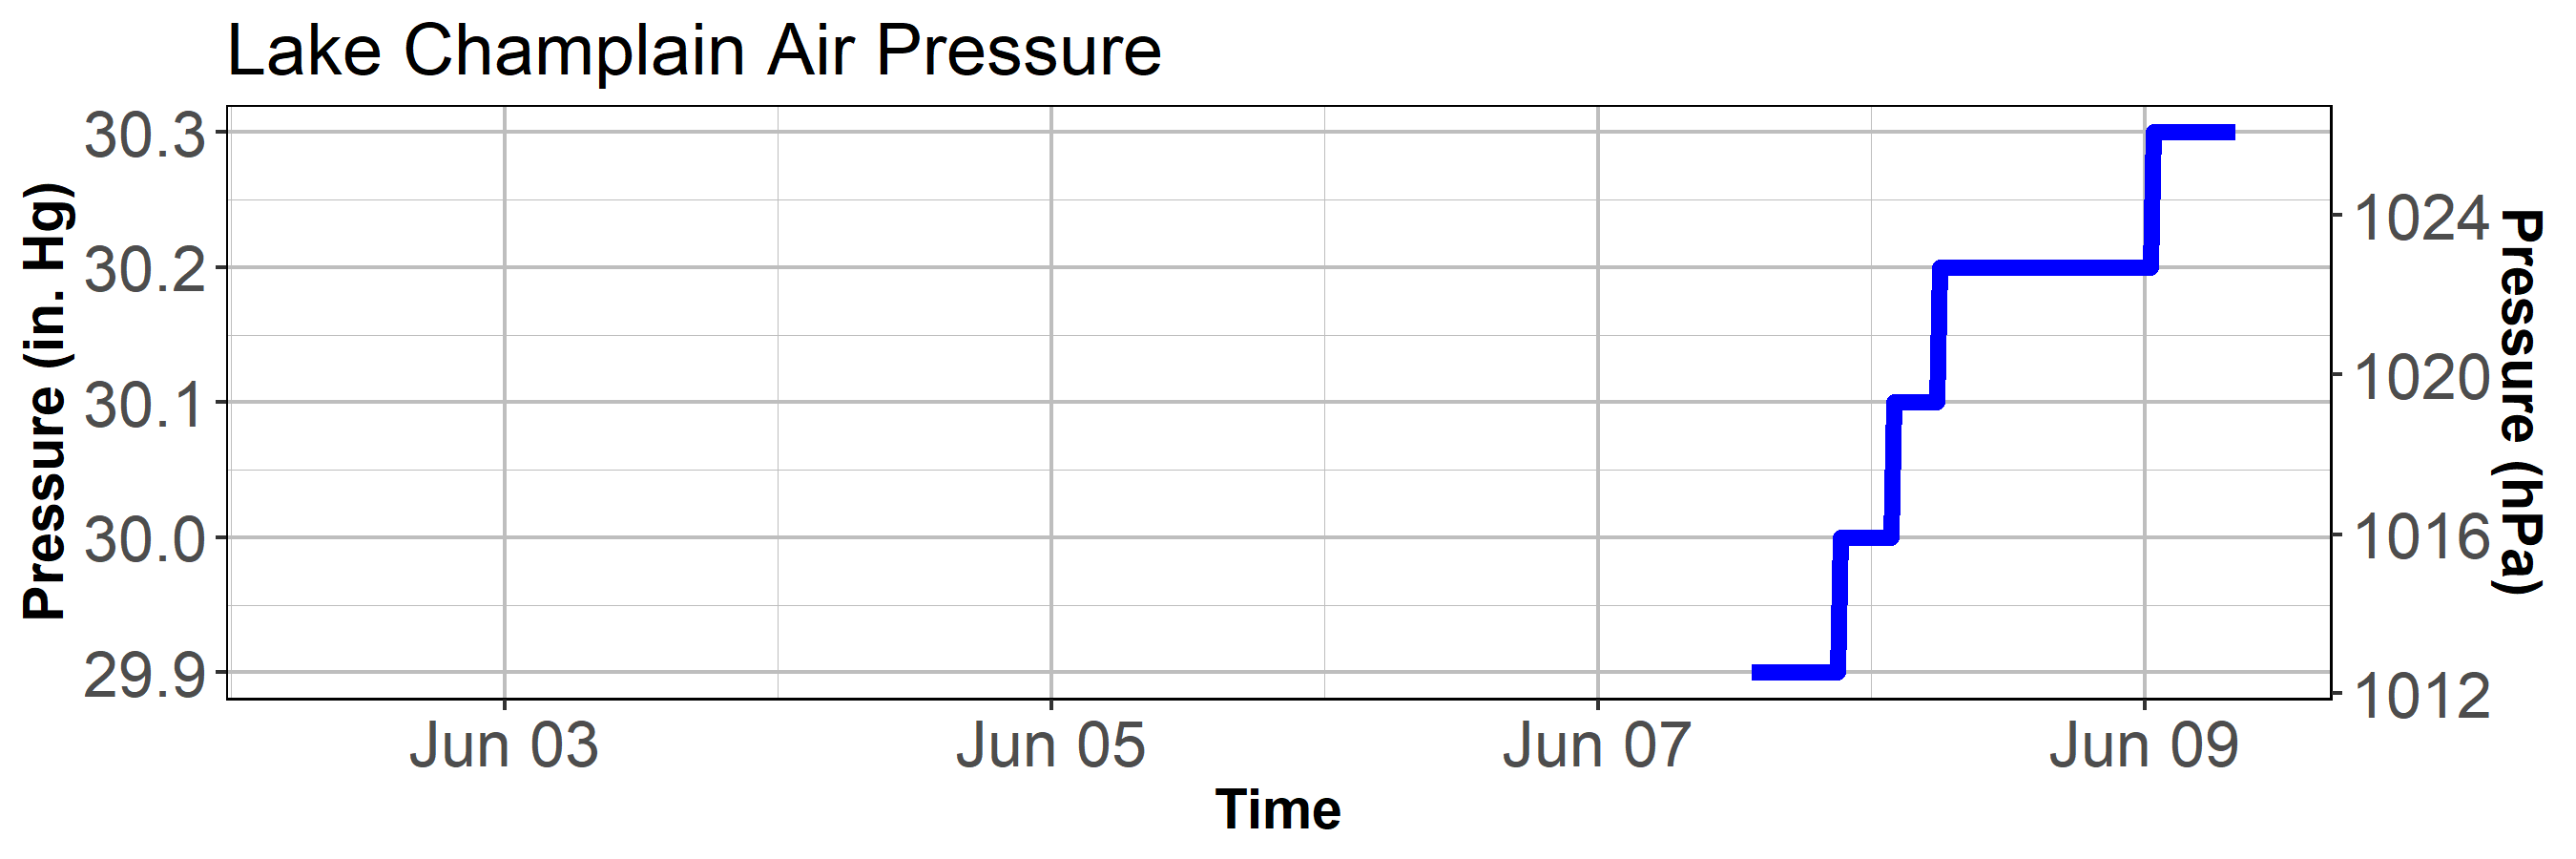 Lake Champlain Air Pressure
30.3
30.2
30.1
30.0
29.9
Pressure (in. Hg)
1024
1020
1016
1012
Pressure (hPa)
Jun 03 Jun 05 Jun 07 Jun 09
Time